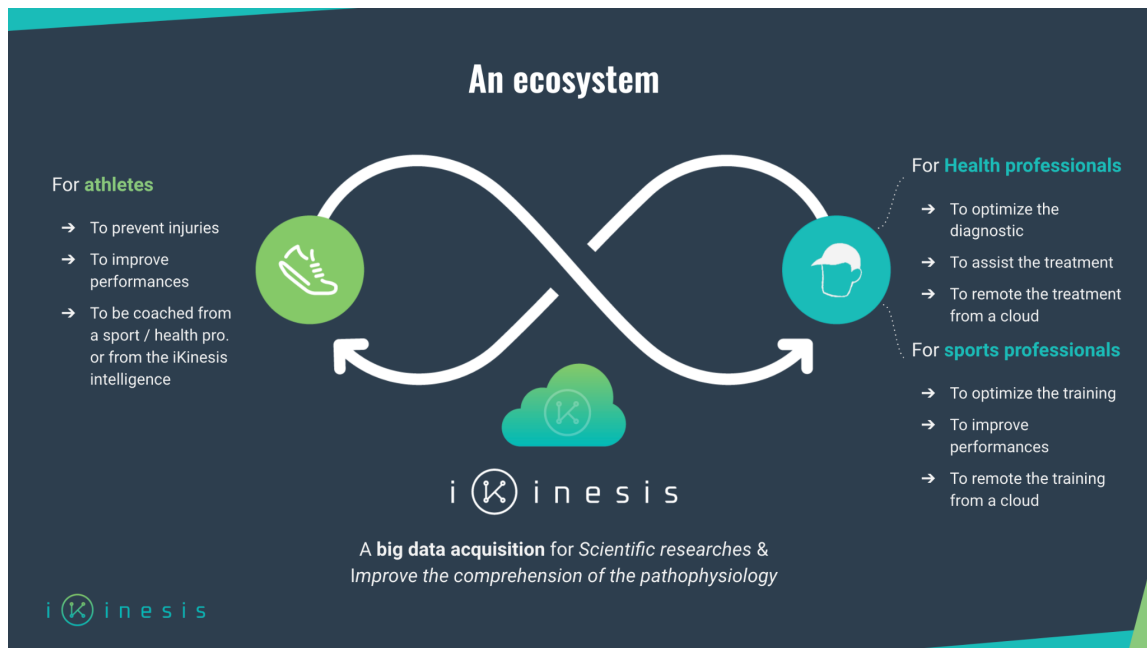 An ecosystem
For athletes
➔ To prevent injuries
➔ To improve
performances
➔ To be coached from
a sport / health pro.
or from the iKinesis
intelligence
For Health professionals
➔ To optimize the
diagnostic
➔ To assist the treatment
➔ To remote the treatment
from a cloud
For sports professionals
➔ To optimize the training
➔ To improve
performances
➔ To remote the training
from a cloud
iKinesis
A big data acquisition for Scientific researches &
Improve the comprehension of the pathophysiology
iKinesis